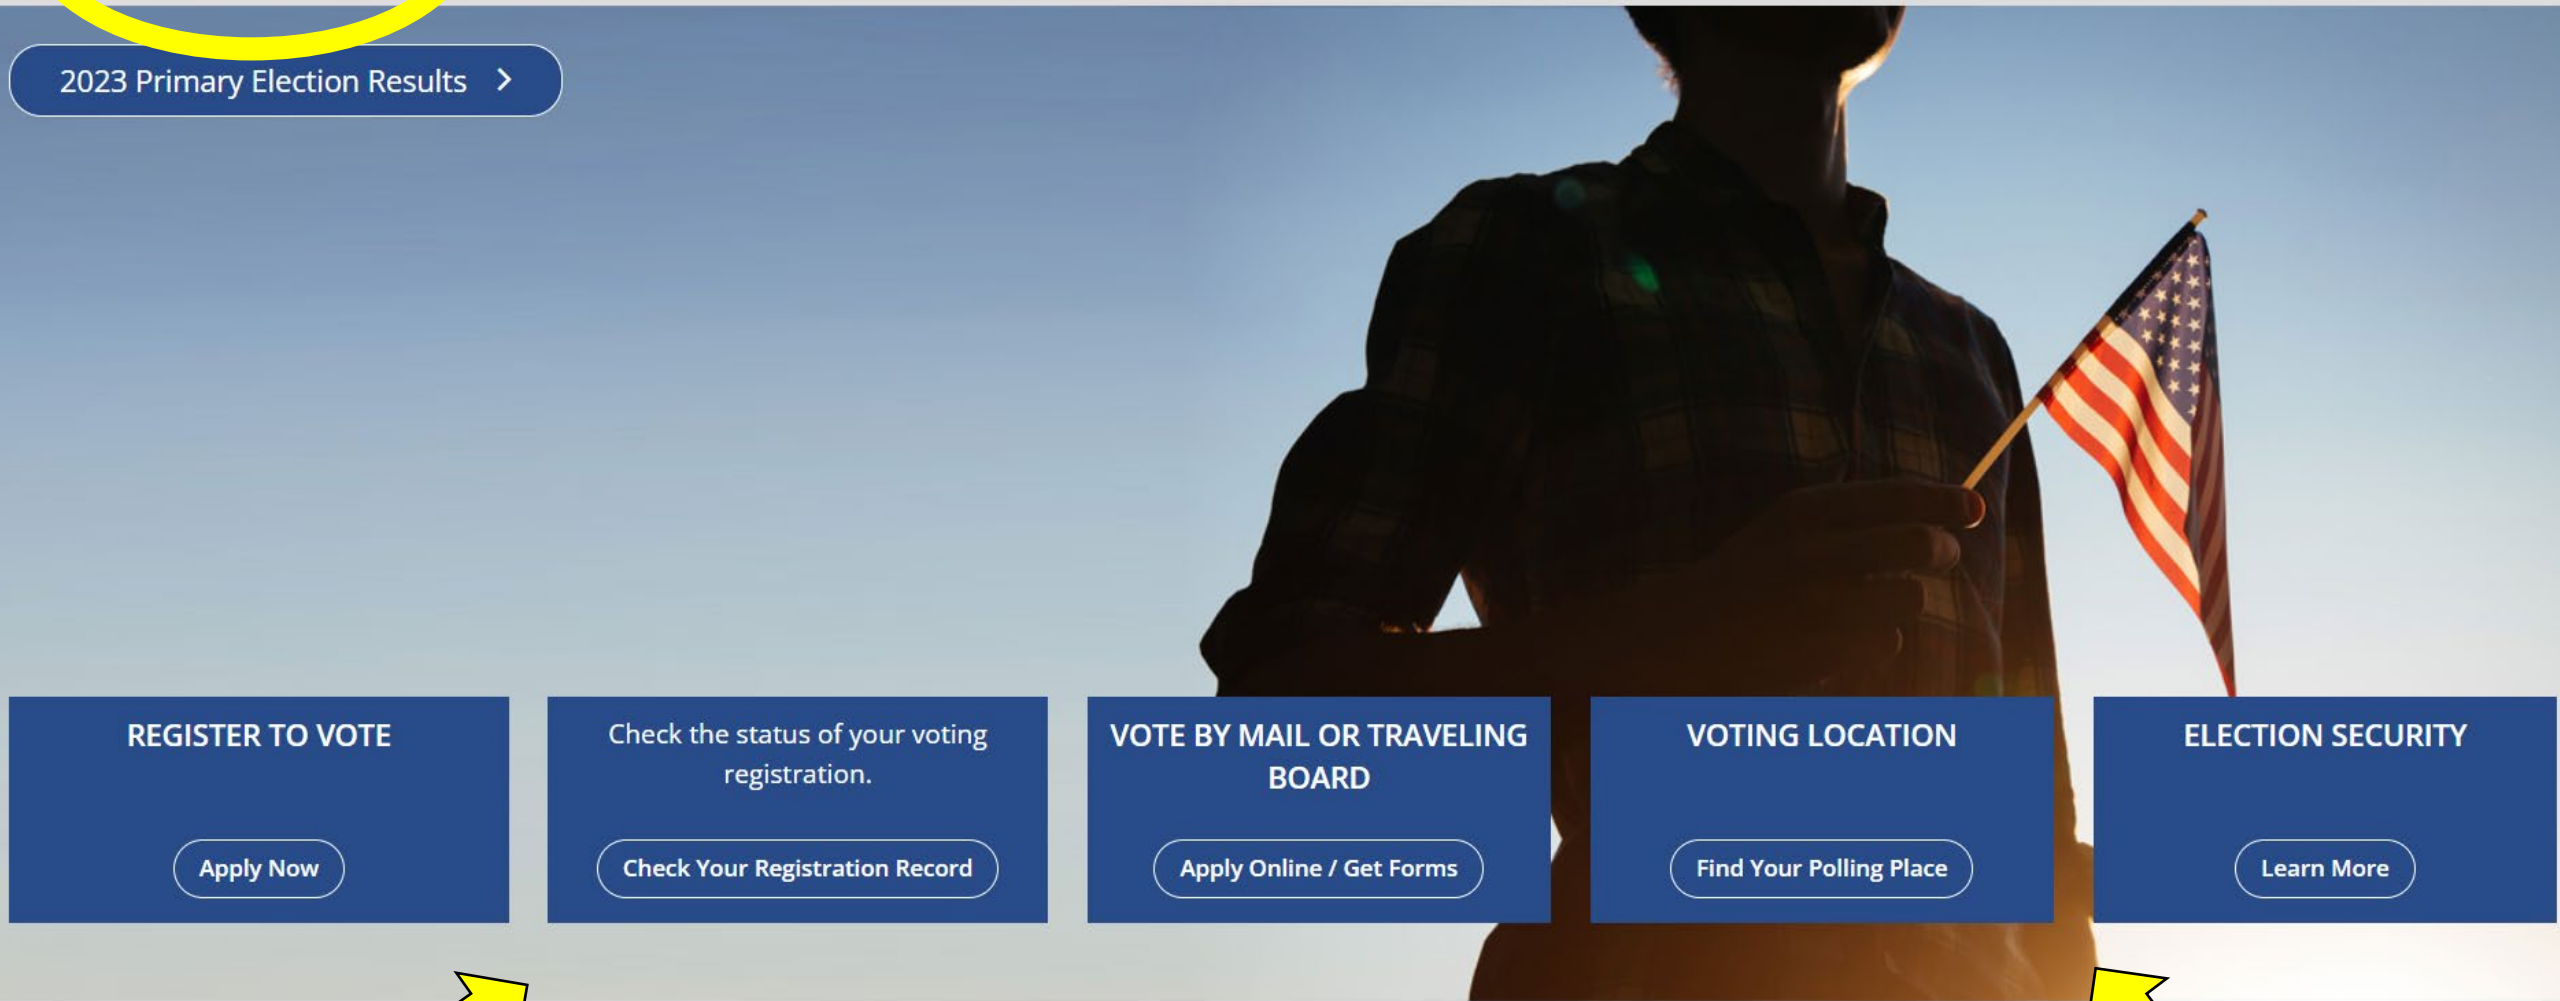 2023 Primary Election Results
REGISTER TO VOTE
Apply Now
Check the status of your voting
registration.
Check Your Registration Record
VOTE BY MAIL OR TRAVELING
BOARD
Apply Online / Get Forms
VOTING LOCATION
Find Your Polling Place
ELECTION SECURITY
Learn More